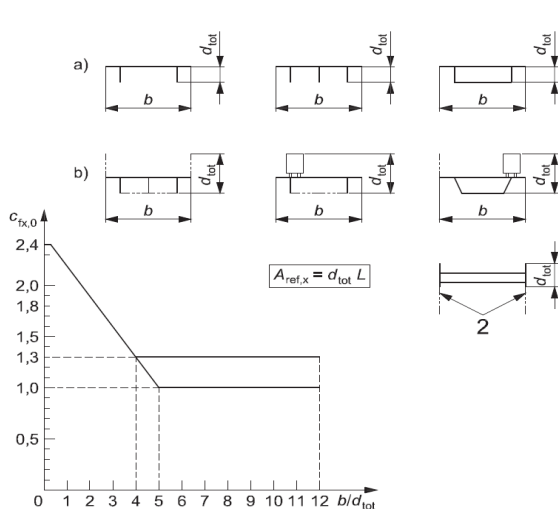 a)
d_tot
b
d_tot
b
d_tot
b
b)
d_tot
b
d_tot
b
d_tot
b
c_fx,0
2,4
2,0
1,8
1,5
1,3
1,0
0,5
A_ref,x = d_tot L
d_tot
2
0 1 2 3 4 5 6 7 8 9 10 11 12 b/d_tot